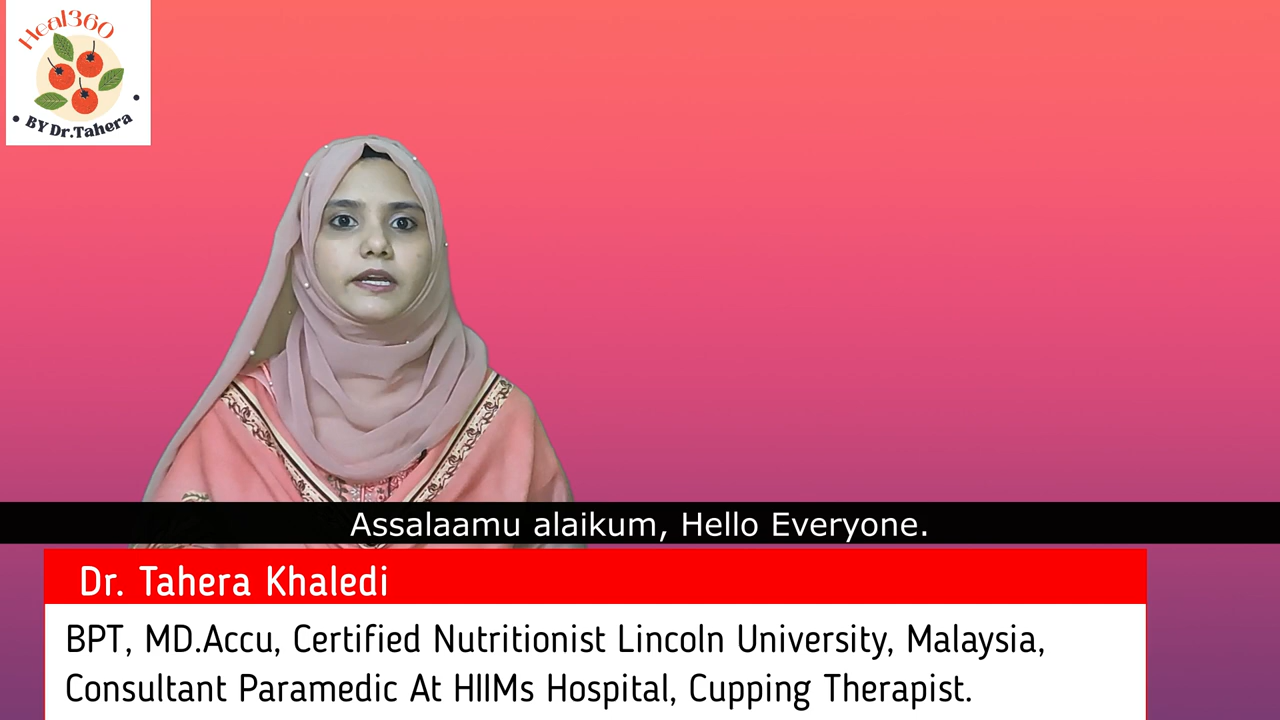 Heal360
BY Dr.Tahera
Assalaamu alaikum, Hello Everyone.
Dr. Tahera Khaledi
BPT, MD.Accu, Certified Nutritionist Lincoln University, Malaysia,
Consultant Paramedic At HIIMs Hospital, Cupping Therapist.